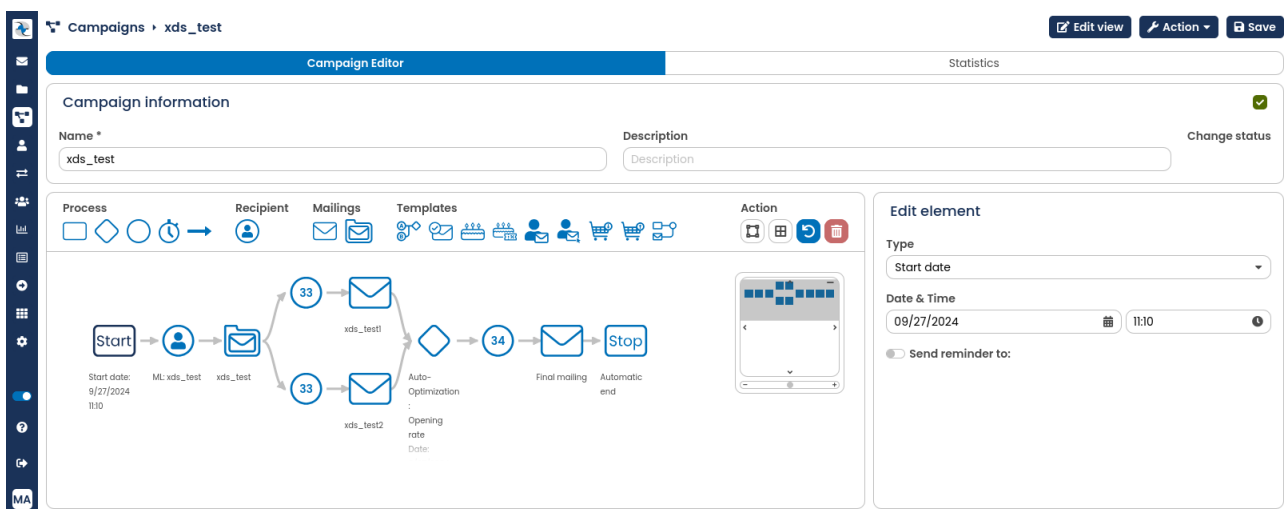 Campaigns › xds_test
Edit view
Action
Save
Campaign Editor
Statistics
Campaign information
Name *
Description
Change status
xds_test
Description
Process
Recipient
Mailings
Templates
Action
Edit element
Type
Start date
Date & Time
09/27/2024
11:10
Send reminder to:
33
xds_test1
Start
34
Stop
Start date:
9/27/2024
11:10
ML: xds_test
xds_test
33
xds_test2
Auto-
Optimization
:
Opening
rate
Date:
Final mailing
Automatic
end
MA